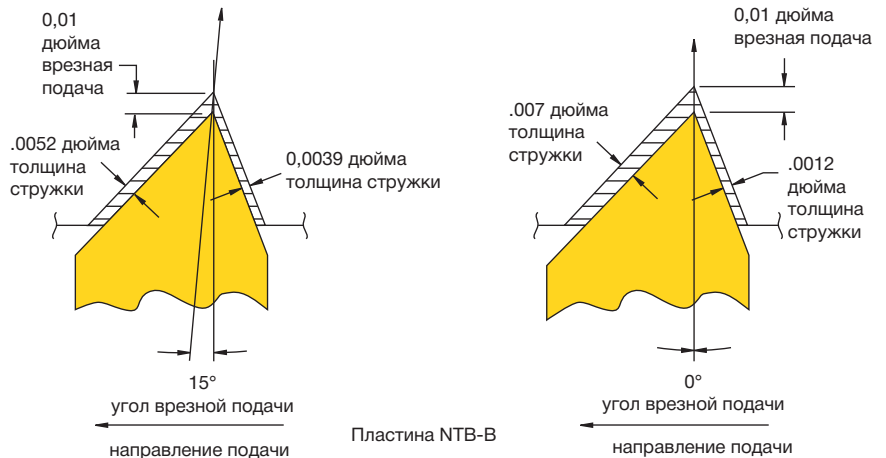 0,01
дюйма
врезная
подача
.0052 дюйма
толщина
стружки
0,0039 дюйма
толщина стружки
15°
угол врезной подачи
направление подачи
Пластина NTB-B
0,01 дюйма
врезная подача
.007 дюйма
толщина
стружки
.0012
дюйма
толщина
стружки
0°
угол врезной подачи
направление подачи